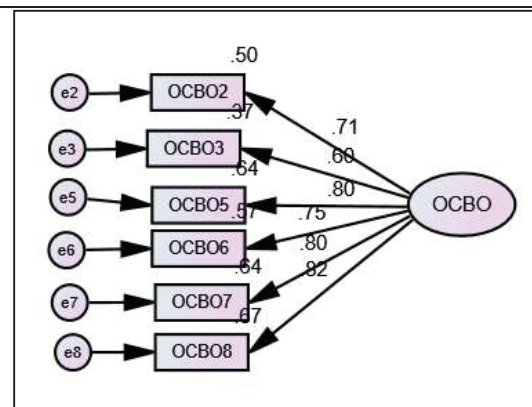 .50
e2 OCBO2
.37 .71
e3 OCBO3 .60
.64 .80
e5 OCBO5 OCBO
.57 .75
e6 OCBO6 .80
.64 .82
e7 OCBO7
.67
e8 OCBO8